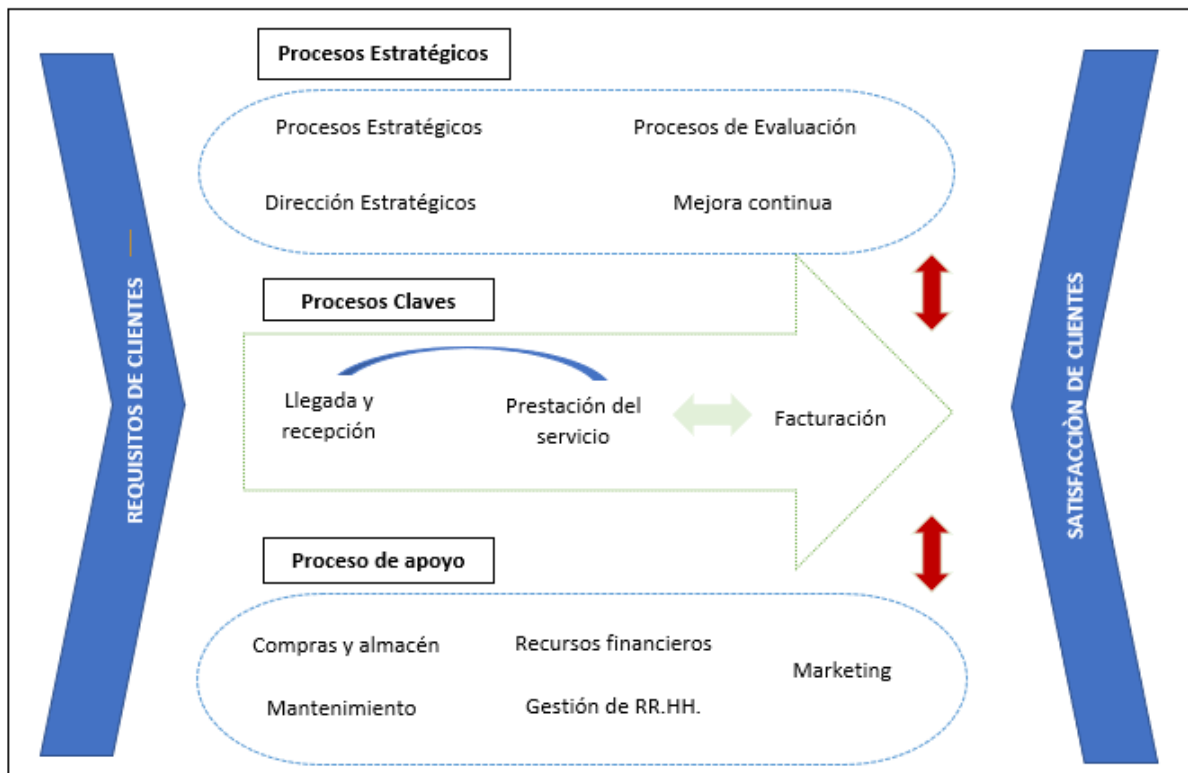 Procesos Estratégicos
Procesos Estratégicos
Procesos de Evaluación
Dirección Estratégicos
Mejora continua
REQUISITOS DE CLIENTES
Procesos Claves
Llegada y
recepción
Prestación del
servicio
Facturación
SATISFACCIÒN DE CLIENTES
Proceso de apoyo
Compras y almacén
Recursos financieros
Marketing
Mantenimiento
Gestión de RR.HH.